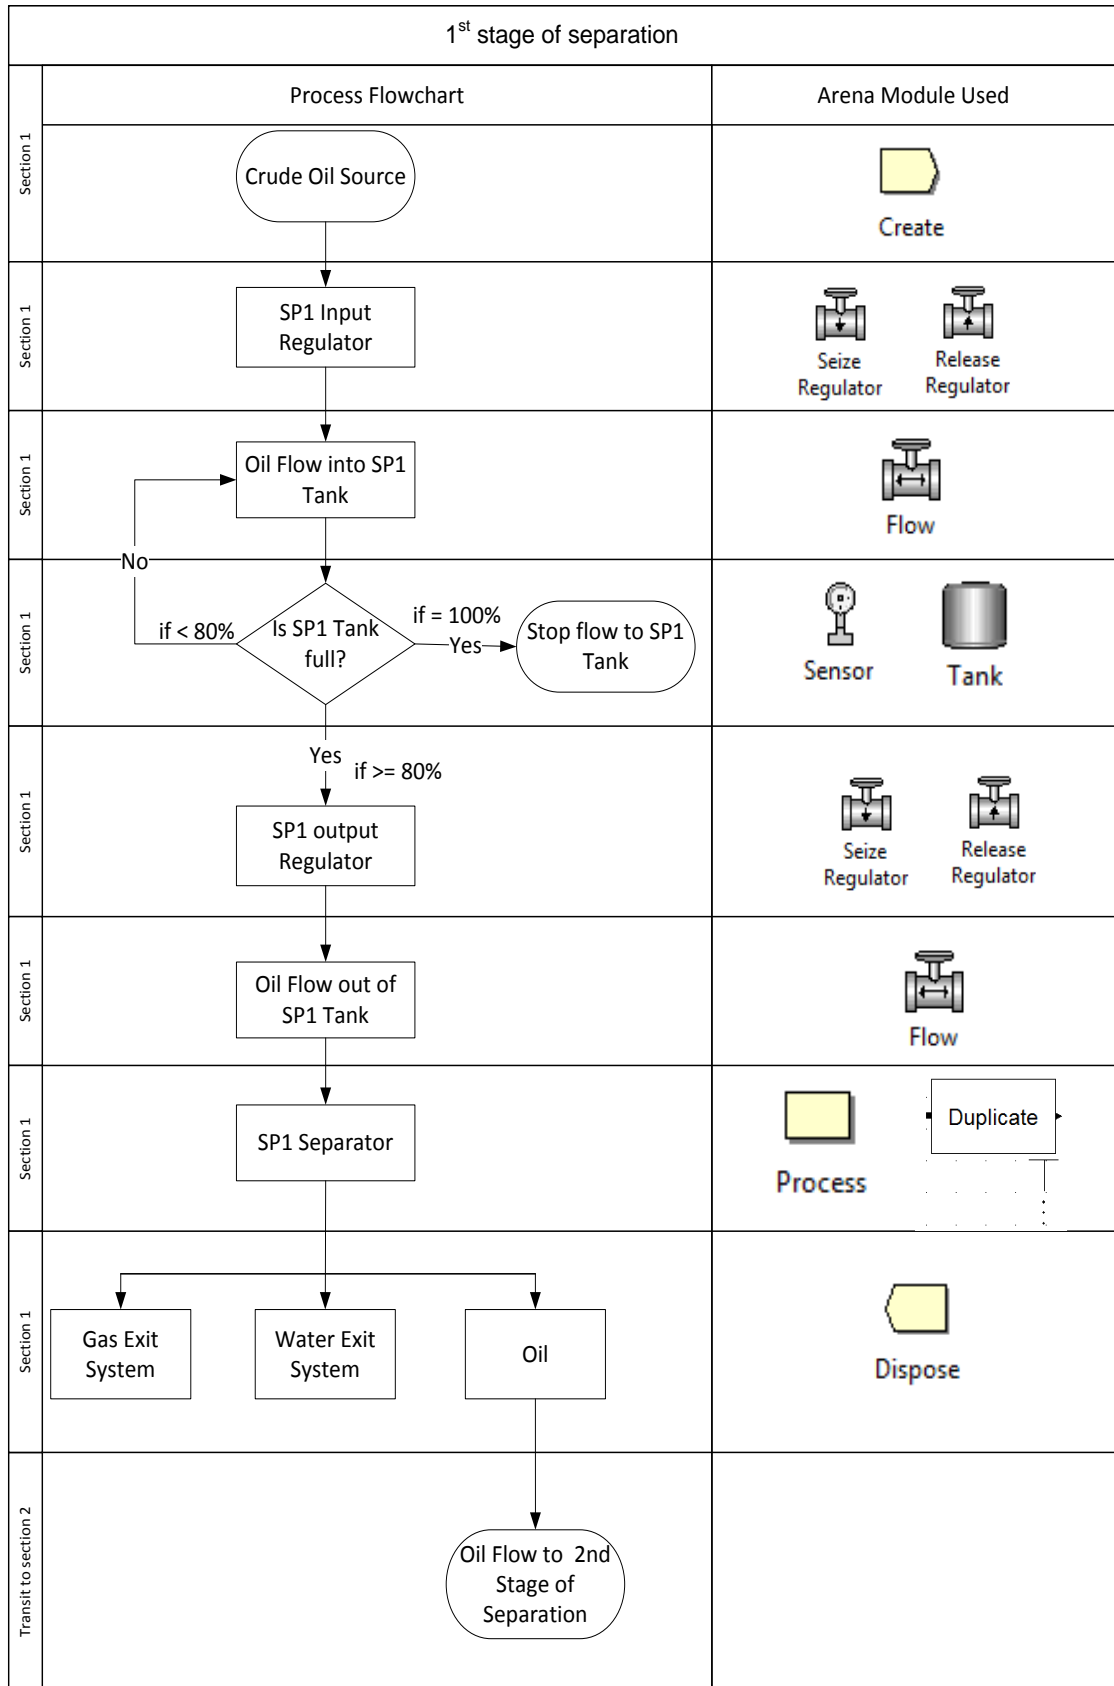 1st stage of separation
Process Flowchart
Arena Module Used
Section 1
Crude Oil Source
Create
Section 1
SP1 Input
Regulator
Seize
Regulator
Release
Regulator
Section 1
Oil Flow into SP1
Tank
Flow
No
Section 1
if < 80%
Is SP1 Tank
full?
if = 100%
Yes
Stop flow to SP1
Tank
Sensor
Tank
Yes
if >= 80%
Section 1
SP1 output
Regulator
Seize
Regulator
Release
Regulator
Section 1
Oil Flow out of
SP1 Tank
Flow
Section 1
SP1 Separator
Process
Duplicate
Section 1
Gas Exit
System
Water Exit
System
Oil
Dispose
Transit to section 2
Oil Flow to 2nd
Stage of
Separation